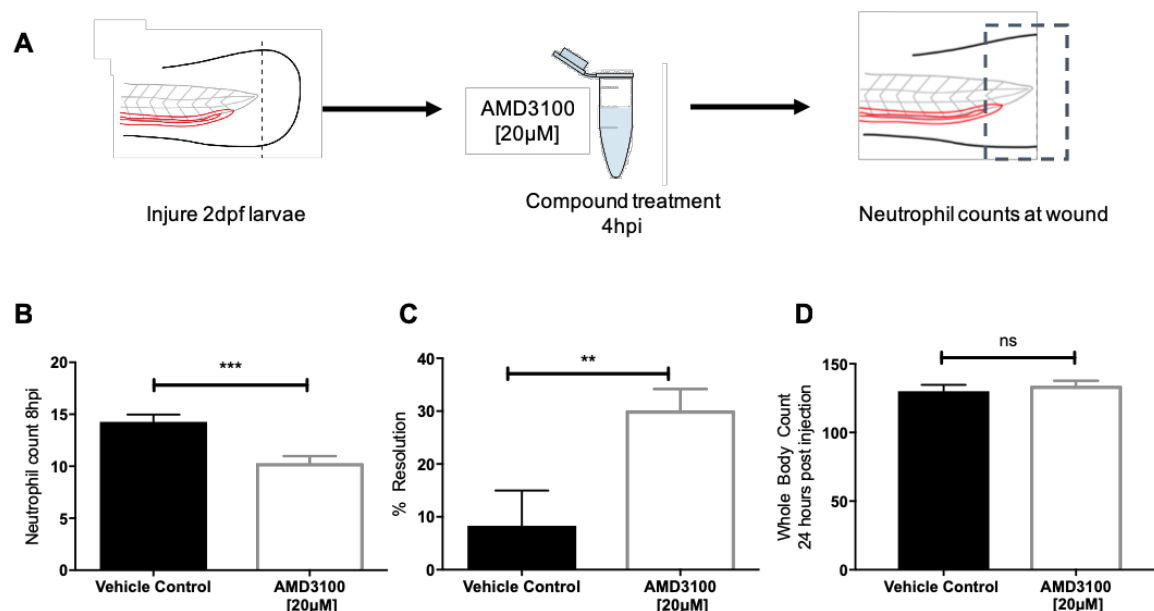 A
AMD3100
[20µM]
Injure 2dpf larvae
Compound treatment
4hpi
Neutrophil counts at wound
B
Neutrophil count 8hpi
20
15
10
5
0
***
Vehicle Control
AMD3100
[20µM]
C
% Resolution
40
30
20
10
0
**
Vehicle Control
AMD3100
[20µM]
D
Whole Body Count
24 hours post injection
150
100
50
0
ns
Vehicle Control
AMD3100
[20µM]